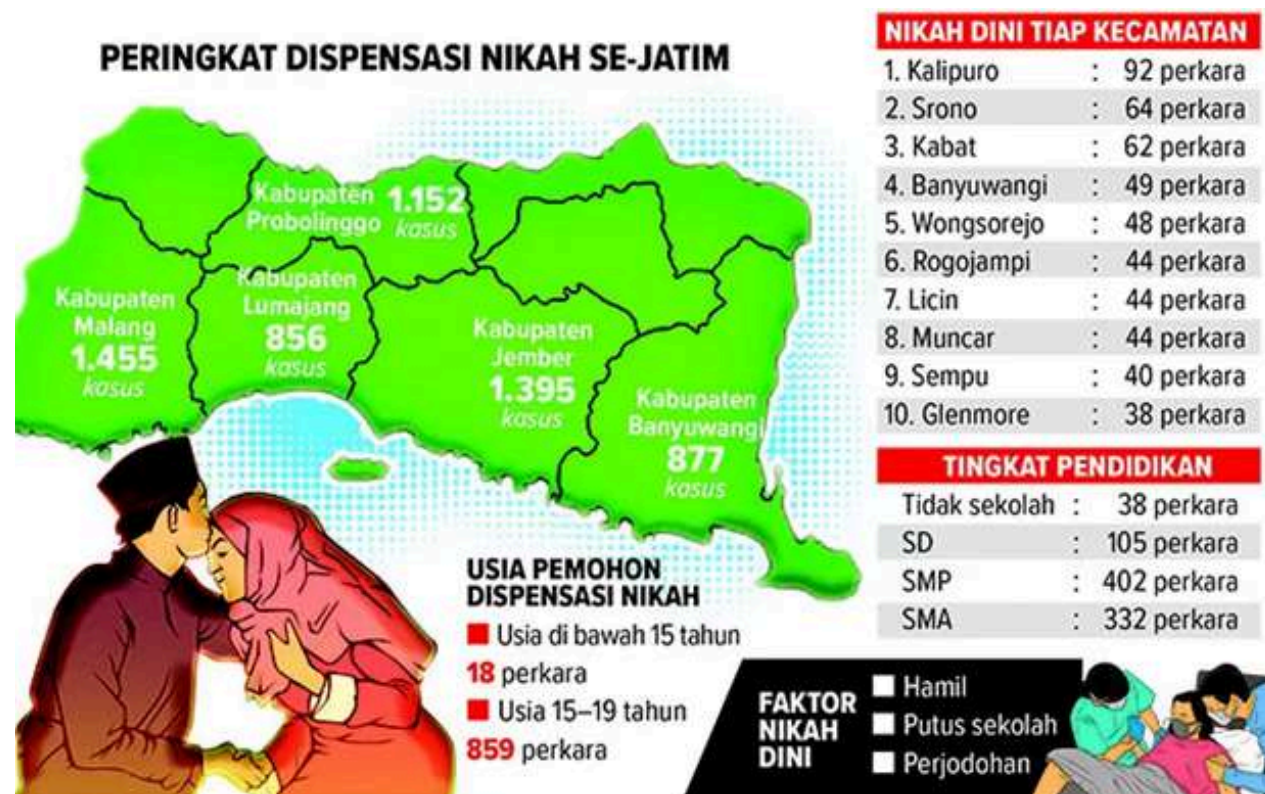 PERINGKAT DISPENSASI NIKAH SE-JATIM
Kabupaten
Probolinggo
1.152
kasus
Kabupaten
Lumajang
856
kasus
Kabupaten
Malang
1.455
kasus
Kabupaten
Jember
1.395
kasus
Kabupaten
Banyuwangi
877
kasus
USIA PEMOHON
DISPENSASI NIKAH
Usia di bawah 15 tahun
18 perkara
Usia 15–19 tahun
859 perkara
NIKAH DINI TIAP KECAMATAN
1. Kalipuro : 92 perkara
2. Srono : 64 perkara
3. Kabat : 62 perkara
4. Banyuwangi : 49 perkara
5. Wongsorejo : 48 perkara
6. Rogojampi : 44 perkara
7. Licin : 44 perkara
8. Muncar : 44 perkara
9. Sempu : 40 perkara
10. Glenmore : 38 perkara
TINGKAT PENDIDIKAN
Tidak sekolah : 38 perkara
SD : 105 perkara
SMP : 402 perkara
SMA : 332 perkara
FAKTOR
NIKAH
DINI
Hamil
Putus sekolah
Perjodohan